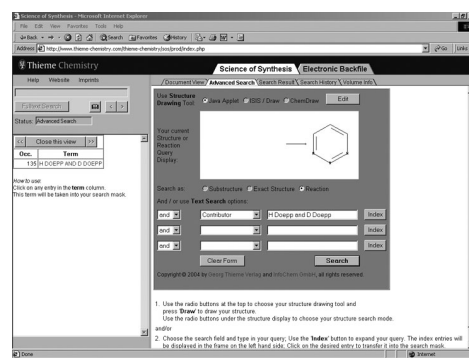 Science of Synthesis - Microsoft Internet Explorer
File Edit View Favorites Tools Help
Back Search Favorites History
Address http://www.thieme-chemistry.com/thieme-chemistry/sos/prod/index.php Go Links
Thieme Chemistry
Science of Synthesis Electronic Backfile
Help Website Imprints
Document View Advanced Search Search Result Search History Volume Info
Fulltext Search < >
Status: Advanced Search
<< Close this view >>
Occ. Term
135 H DOEPP AND D DOEPP
How to use
Click on any entry in the term column.
This term will be taken into your search mask.
Use Structure
Drawing Tool Java Applet ISIS / Draw ChemDraw Edit
Your current
Structure or
Reaction
Query
Display:
Search as: Substructure Exact Structure Reaction
And / or use Text Search options:
and Contributor H Doepp and D Doepp Index
and Index
and Index
Clear Form Search
Copyright © 2004 by Georg Thieme Verlag and InfoChem GmbH, all rights reserved
1. Use the radio buttons at the top to choose your structure drawing tool and
press 'Draw' to draw your structure.
Use the radio buttons under the structure display to choose your structure search mode.
and/or
2. Choose the search field and type in your query; Use the 'Index' button to expand your query. The index entries will
be displayed in the frame on the left hand side. Click on the desired entry to transfer it into the search mask.
Done Internet